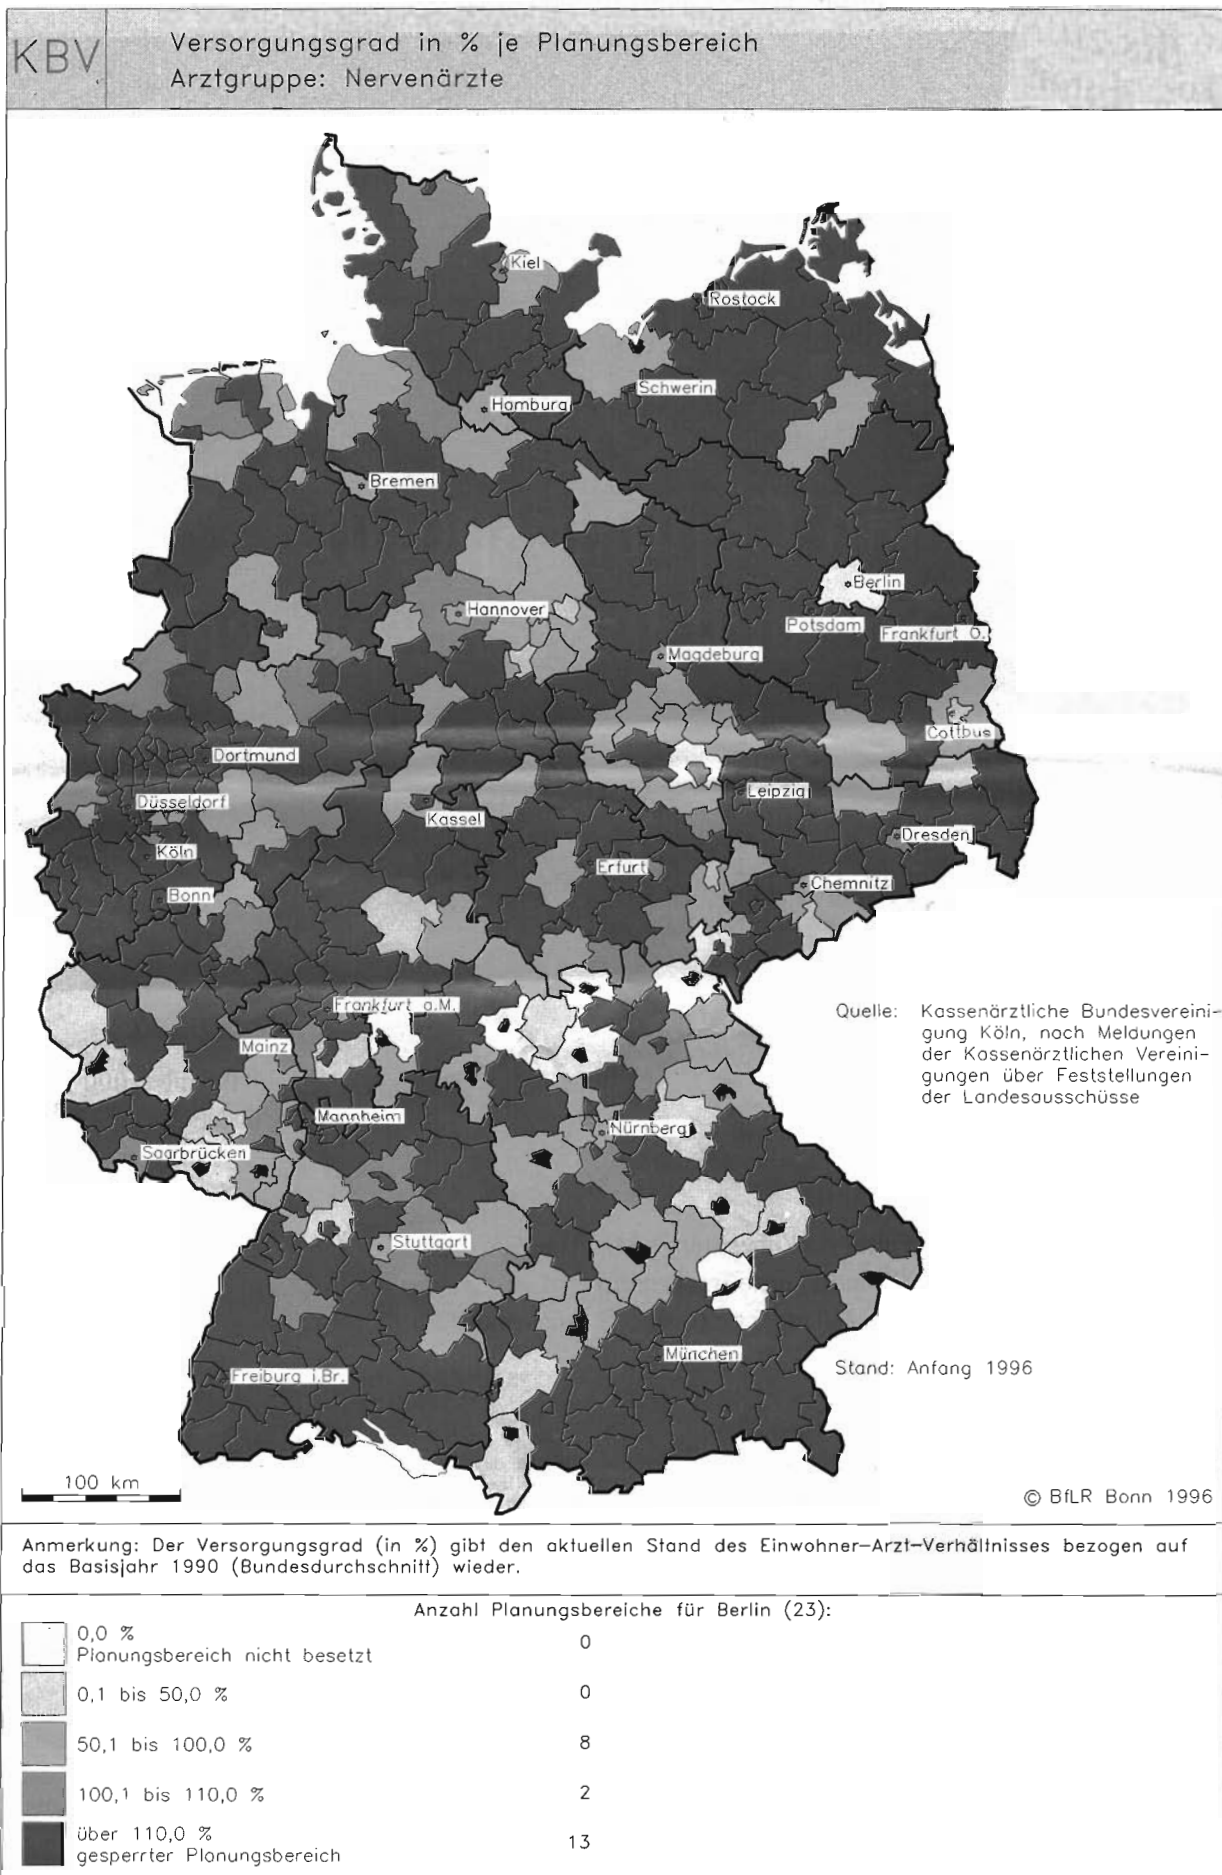 KBV
Versorgungsgrad in % je Planungsbereich
Arztgruppe: Nervenärzte
Kiel
Rostock
Schwerin
Hamburg
Bremen
Berlin
Hannover
Potsdam
Frankfurt O.
Magdeburg
Cottbus
Dortmund
Leipzig
Düsseldorf
Kassel
Dresden
Köln
Erfurt
Chemnitz
Bonn
Frankfurt a.M.
Quelle: Kassenärztliche Bundesvereini-
gung Köln, nach Meldungen
der Kassenärztlichen Vereini-
gungen über Feststellungen
der Landesausschüsse
Mainz
Mannheim
Nürnberg
Saarbrücken
Stuttgart
München
Stand: Anfang 1996
Freiburg i.Br.
100 km
© BfLR Bonn 1996
Anmerkung: Der Versorgungsgrad (in %) gibt den aktuellen Stand des Einwohner-Arzt-Verhältnisses bezogen auf
das Basisjahr 1990 (Bundesdurchschnitt) wieder.
Anzahl Planungsbereiche für Berlin (23):
0,0 %
Planungsbereich nicht besetzt 0
0,1 bis 50,0 % 0
50,1 bis 100,0 % 8
100,1 bis 110,0 % 2
über 110,0 %
gesperrter Planungsbereich 13